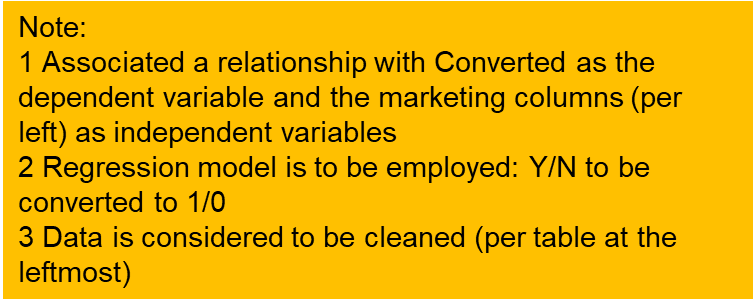 Note:
1 Associated a relationship with Converted as the
dependent variable and the marketing columns (per
left) as independent variables
2 Regression model is to be employed: Y/N to be
converted to 1/0
3 Data is considered to be cleaned (per table at the
leftmost)